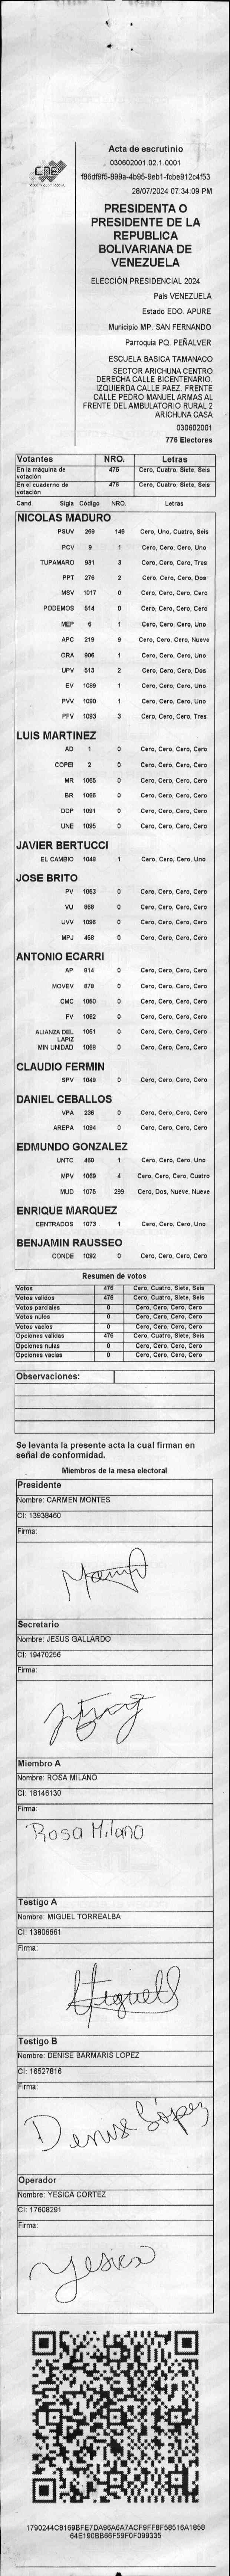 CNE
Acta de escrutinio
030602001.02.1.0001
f86df9f5-899a-4b95-9eb1-fcbe912c4f53
28/07/2024 07:34:09 PM
PRESIDENTA O
PRESIDENTE DE LA
REPUBLICA
BOLIVARIANA DE
VENEZUELA
ELECCIÓN PRESIDENCIAL 2024
Pais VENEZUELA
Estado EDO. APURE
Municipio MP. SAN FERNANDO
Parroquia PQ. PEÑALVER
ESCUELA BASICA TAMANACO
SECTOR ARICHUNA CENTRO
DERECHA CALLE BICENTENARIO.
IZQUIERDA CALLE PAEZ. FRENTE
CALLE PEDRO MANUEL ARMAS AL
FRENTE DEL AMBULATORIO RURAL 2
ARICHUNA CASA
030602001
776 Electores
Votantes NRO. Letras
En la máquina de votación 476 Cero, Cuatro, Siete, Seis
En el cuaderno de votación 476 Cero, Cuatro, Siete, Seis
Cand. Sigla Código NRO. Letras
NICOLAS MADURO
PSUV 269 146 Cero, Uno, Cuatro, Seis
PCV 9 1 Cero, Cero, Cero, Uno
TUPAMARO 931 3 Cero, Cero, Cero, Tres
PPT 276 2 Cero, Cero, Cero, Dos
MSV 1017 0 Cero, Cero, Cero, Cero
PODEMOS 514 0 Cero, Cero, Cero, Cero
MEP 6 1 Cero, Cero, Cero, Uno
APC 219 9 Cero, Cero, Cero, Nueve
ORA 906 1 Cero, Cero, Cero, Uno
UPV 613 2 Cero, Cero, Cero, Dos
EV 1089 1 Cero, Cero, Cero, Uno
PVV 1090 1 Cero, Cero, Cero, Uno
PFV 1093 3 Cero, Cero, Cero, Tres
LUIS MARTINEZ
AD 1 0 Cero, Cero, Cero, Cero
COPEI 2 0 Cero, Cero, Cero, Cero
MR 1065 0 Cero, Cero, Cero, Cero
BR 1066 0 Cero, Cero, Cero, Cero
DDP 1091 0 Cero, Cero, Cero, Cero
UNE 1095 0 Cero, Cero, Cero, Cero
JAVIER BERTUCCI
EL CAMBIO 1048 1 Cero, Cero, Cero, Uno
JOSE BRITO
PV 1053 0 Cero, Cero, Cero, Cero
VU 868 0 Cero, Cero, Cero, Cero
UVV 1096 0 Cero, Cero, Cero, Cero
MPJ 458 0 Cero, Cero, Cero, Cero
ANTONIO ECARRI
AP 814 0 Cero, Cero, Cero, Cero
MOVEV 878 0 Cero, Cero, Cero, Cero
CMC 1060 0 Cero, Cero, Cero, Cero
FV 1062 0 Cero, Cero, Cero, Cero
ALIANZA DEL LAPIZ 1051 0 Cero, Cero, Cero, Cero
MIN UNIDAD 1068 0 Cero, Cero, Cero, Cero
CLAUDIO FERMIN
SPV 1049 0 Cero, Cero, Cero, Cero
DANIEL CEBALLOS
VPA 236 0 Cero, Cero, Cero, Cero
AREPA 1094 0 Cero, Cero, Cero, Cero
EDMUNDO GONZALEZ
UNTC 460 1 Cero, Cero, Cero, Uno
MPV 1069 4 Cero, Cero, Cero, Cuatro
MUD 1075 299 Cero, Dos, Nueve, Nueve
ENRIQUE MARQUEZ
CENTRADOS 1073 1 Cero, Cero, Cero, Uno
BENJAMIN RAUSSEO
CONDE 1092 0 Cero, Cero, Cero, Cero
Resumen de votos
Votos 476 Cero, Cuatro, Siete, Seis
Votos validos 476 Cero, Cuatro, Siete, Seis
Votos parciales 0 Cero, Cero, Cero, Cero
Votos nulos 0 Cero, Cero, Cero, Cero
Votos vacios 0 Cero, Cero, Cero, Cero
Opciones validas 476 Cero, Cuatro, Siete, Seis
Opciones nulas 0 Cero, Cero, Cero, Cero
Opciones vacias 0 Cero, Cero, Cero, Cero
Observaciones:
Se levanta la presente acta la cual firman en
señal de conformidad.
Miembros de la mesa electoral
Presidente
Nombre: CARMEN MONTES
CI: 13938460
Firma:
Secretario
Nombre: JESUS GALLARDO
CI: 19470256
Firma:
Miembro A
Nombre: ROSA MILANO
CI: 18146130
Firma:
Rosa Milano
Testigo A
Nombre: MIGUEL TORREALBA
CI: 13806661
Firma:
Testigo B
Nombre: DENISE BARMARIS LOPEZ
CI: 16527816
Firma:
Denise López
Operador
Nombre: YESICA CORTEZ
CI: 17608291
Firma:
Yesica
1790244C8169BFE7DA96A6A7ACF9FF8F58516A1858
64E190BB66F59F0F099335